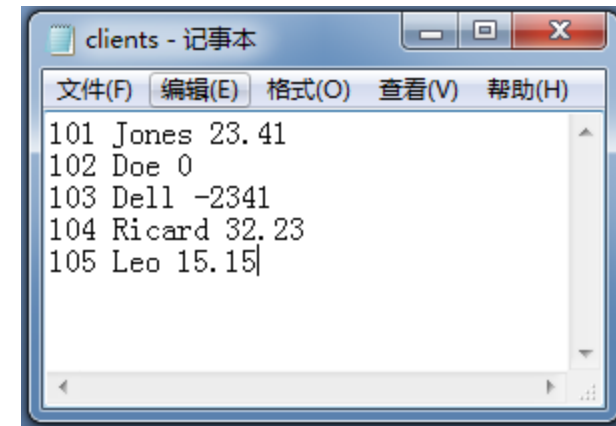 clients - 记事本
文件(F) 编辑(E) 格式(O) 查看(V) 帮助(H)
101 Jones 23.41
102 Doe 0
103 Dell -2341
104 Ricard 32.23
105 Leo 15.15